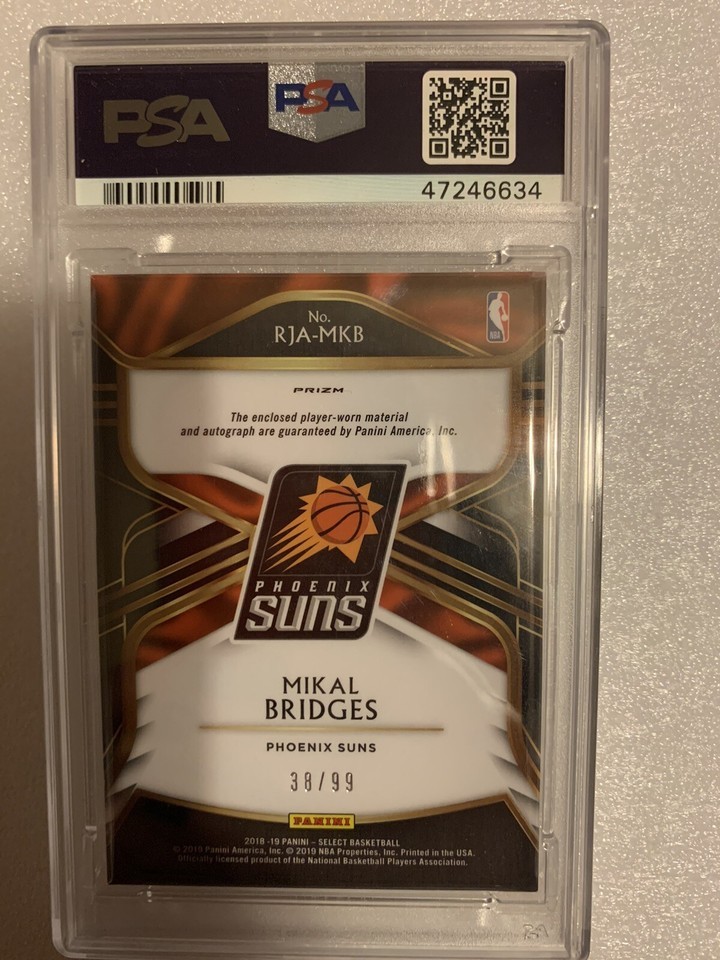 PSA
PSA
47246634
No.
RJA-MKB
NBA
PRIZM
The enclosed player-worn material
and autograph are guaranteed by Panini America, Inc.
PHOENIX
SUNS
MIKAL
BRIDGES
PHOENIX SUNS
38/99
PANINI
2018-19 PANINI – SELECT BASKETBALL
© 2019 Panini America, Inc. © 2019 NBA Properties, Inc. Printed in the USA.
Officially licensed product of the National Basketball Players Association.
PSA